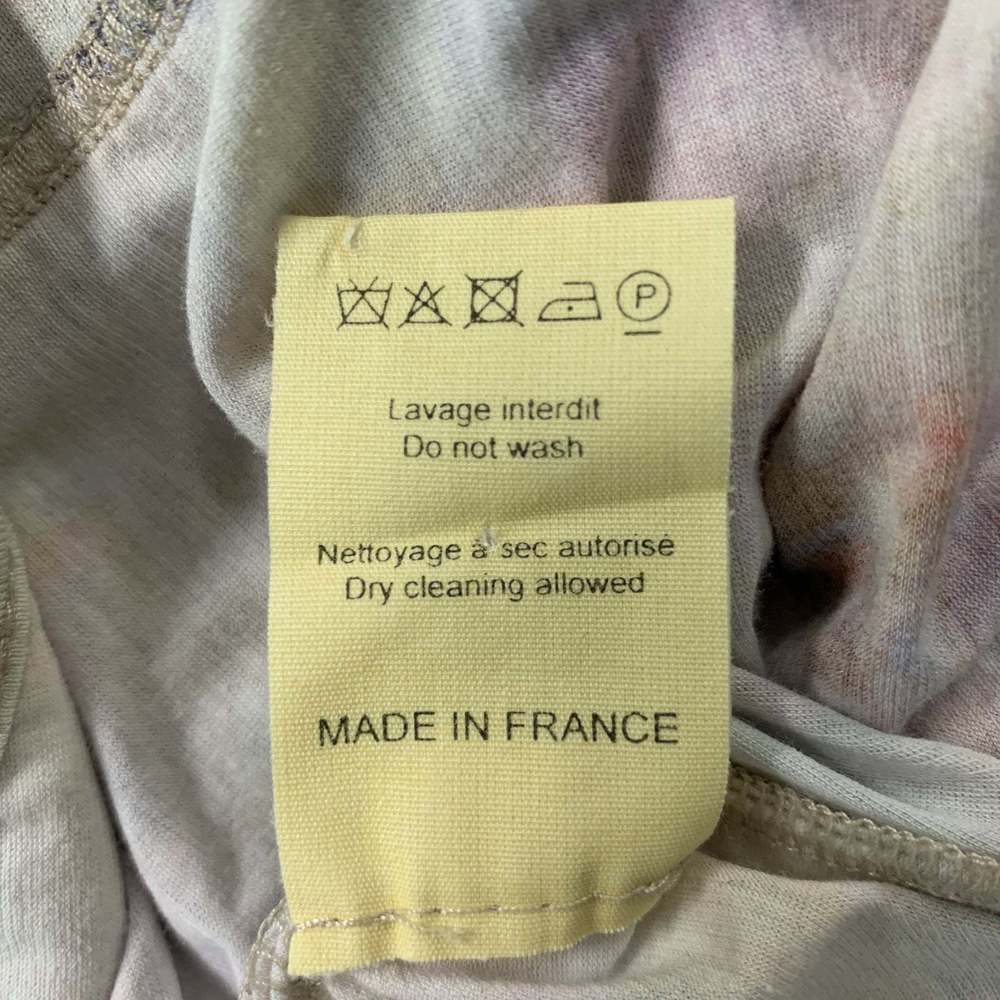 P
Lavage interdit
Do not wash
Nettoyage à sec autorisé
Dry cleaning allowed
MADE IN FRANCE